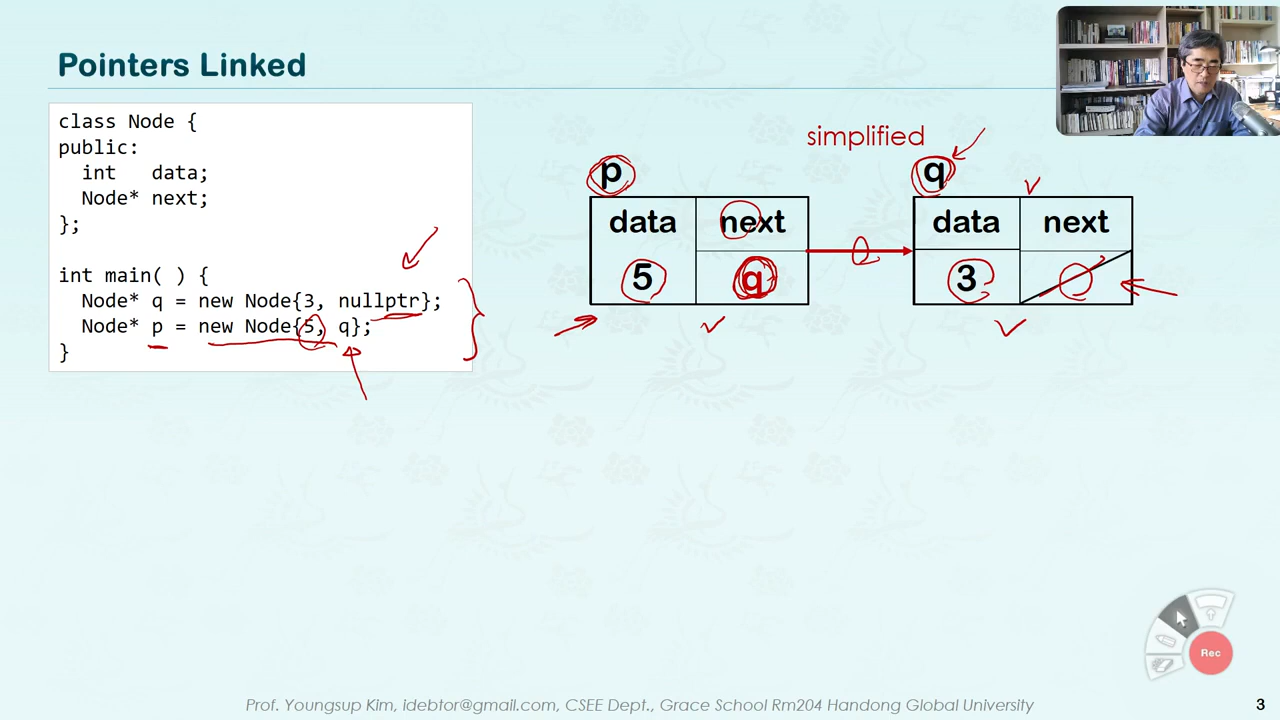 Pointers Linked
class Node {
public:
  int   data;
  Node* next;
};
int main( ) {
  Node* q = new Node{3, nullptr};
  Node* p = new Node{5, q};
}
simplified
p
q
data next
5 q
data next
3
Rec
Prof. Youngsup Kim, ldebtor@gmail.com, CSEE Dept., Grace School Rm204 Handong Global University
3